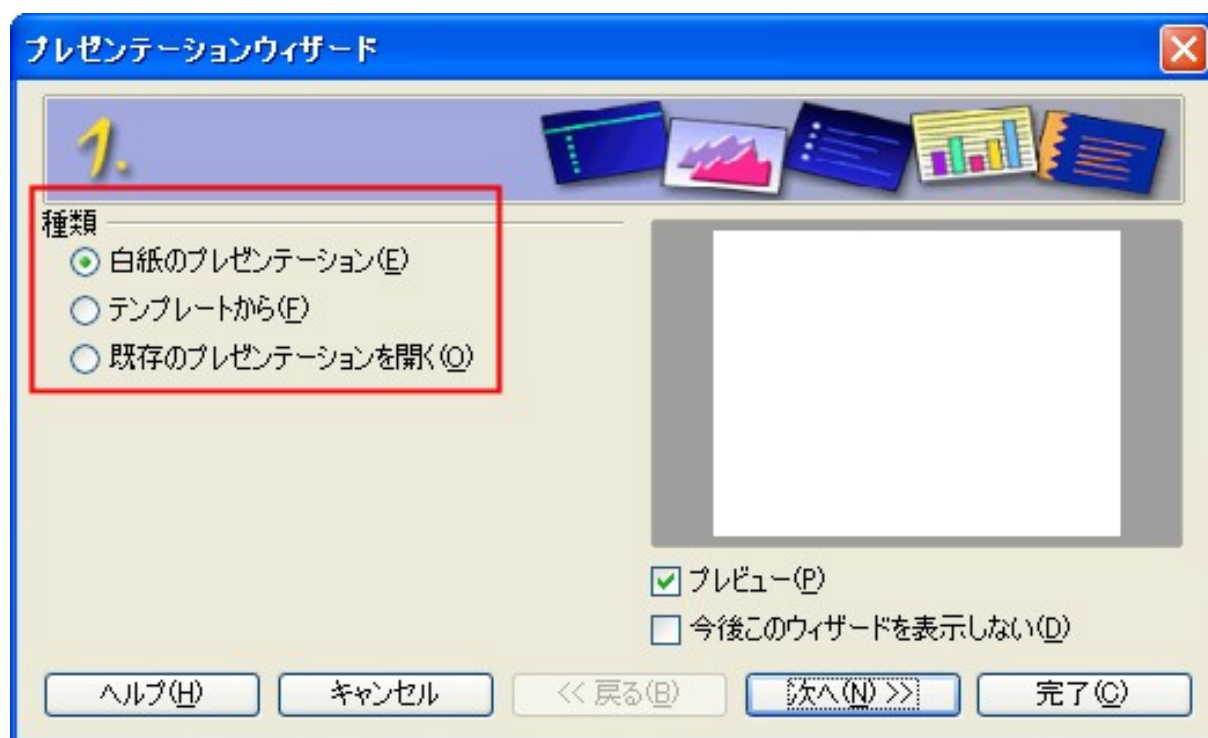 プレゼンテーションウィザード
1.
種類
白紙のプレゼンテーション(E)
テンプレートから(F)
既存のプレゼンテーションを開く(O)
プレビュー(P)
今後このウィザードを表示しない(D)
ヘルプ(H) キャンセル << 戻る(B) 次へ(N) >> 完了(C)